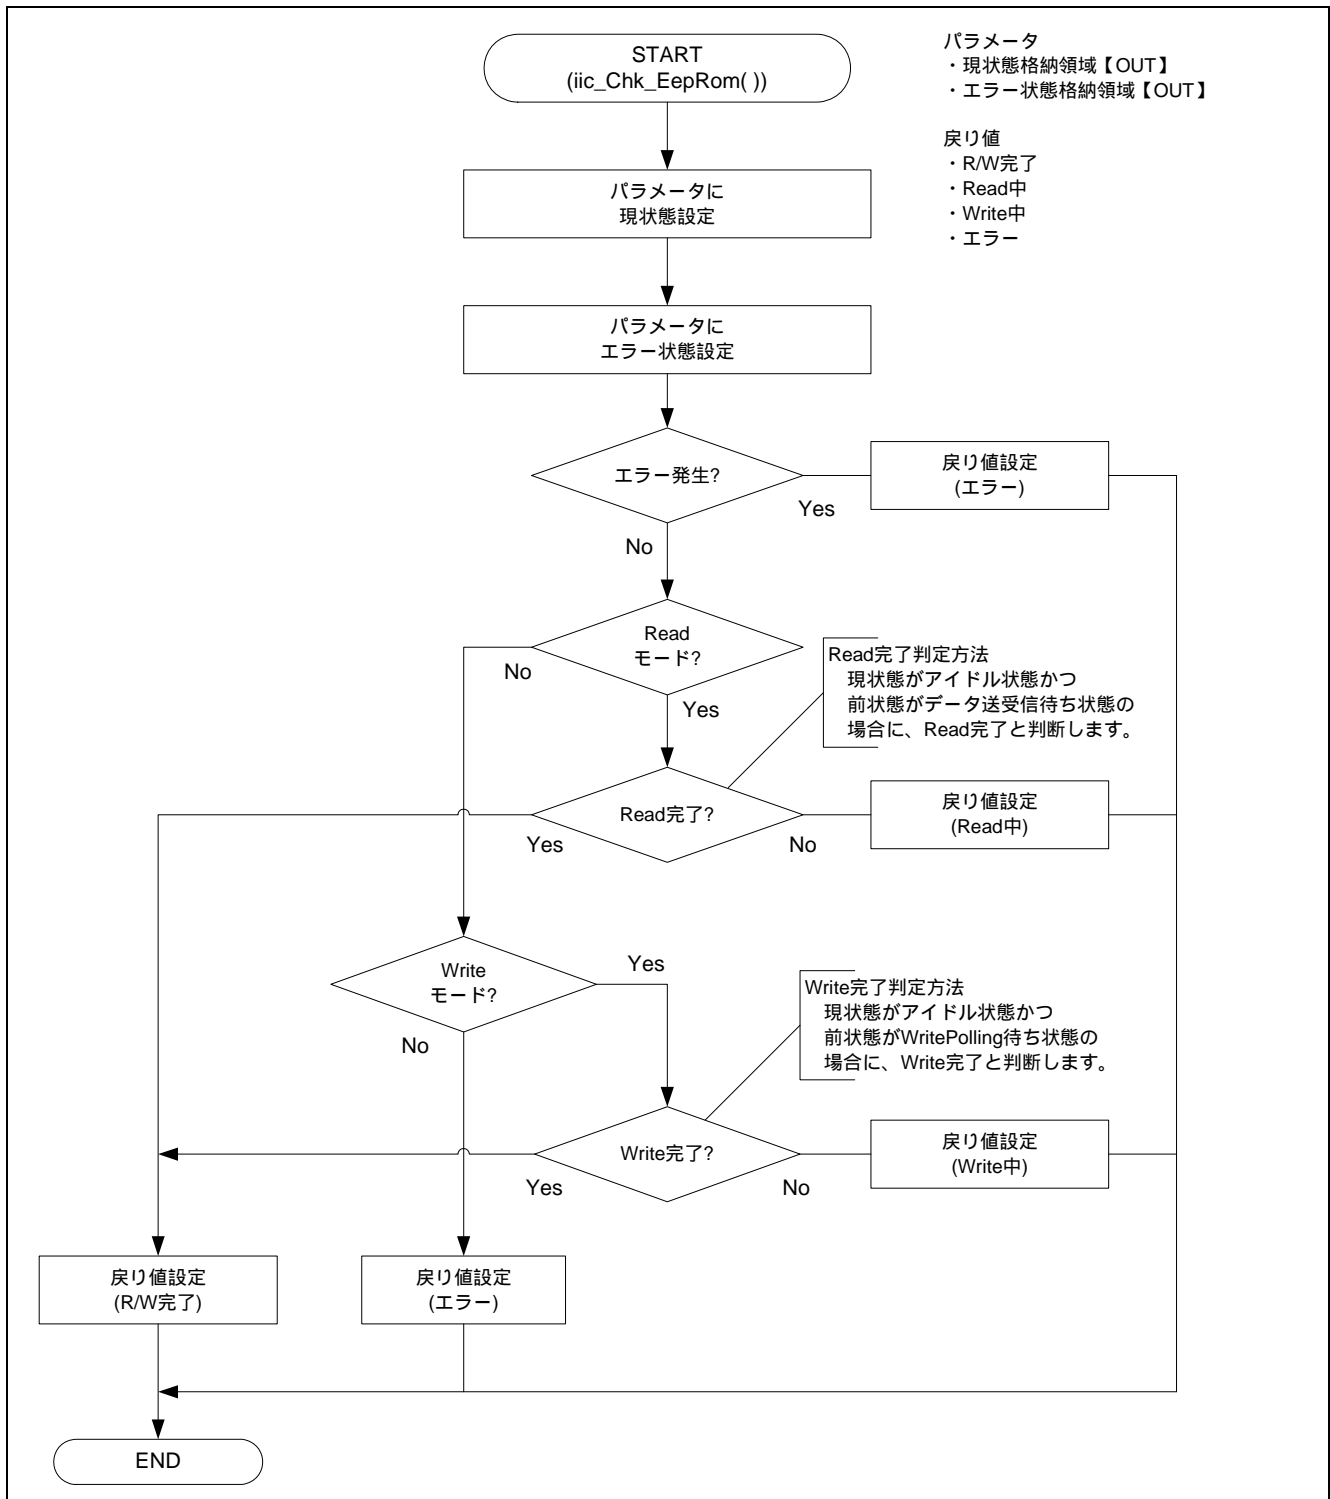 START
(iic_Chk_EepRom( ))
パラメータ
・現状態格納領域【OUT】
・エラー状態格納領域【OUT】
戻り値
・R/W完了
・Read中
・Write中
・エラー
パラメータに
現状態設定
パラメータに
エラー状態設定
エラー発生?
Yes
No
戻り値設定
(エラー)
Read
モード?
No
Yes
Read完了判定方法
現状態がアイドル状態かつ
前状態がデータ送受信待ち状態の
場合に、Read完了と判断します。
Read完了?
Yes
No
戻り値設定
(Read中)
Write
モード?
Yes
No
Write完了判定方法
現状態がアイドル状態かつ
前状態がWritePolling待ち状態の
場合に、Write完了と判断します。
Write完了?
Yes
No
戻り値設定
(Write中)
戻り値設定
(R/W完了)
戻り値設定
(エラー)
END